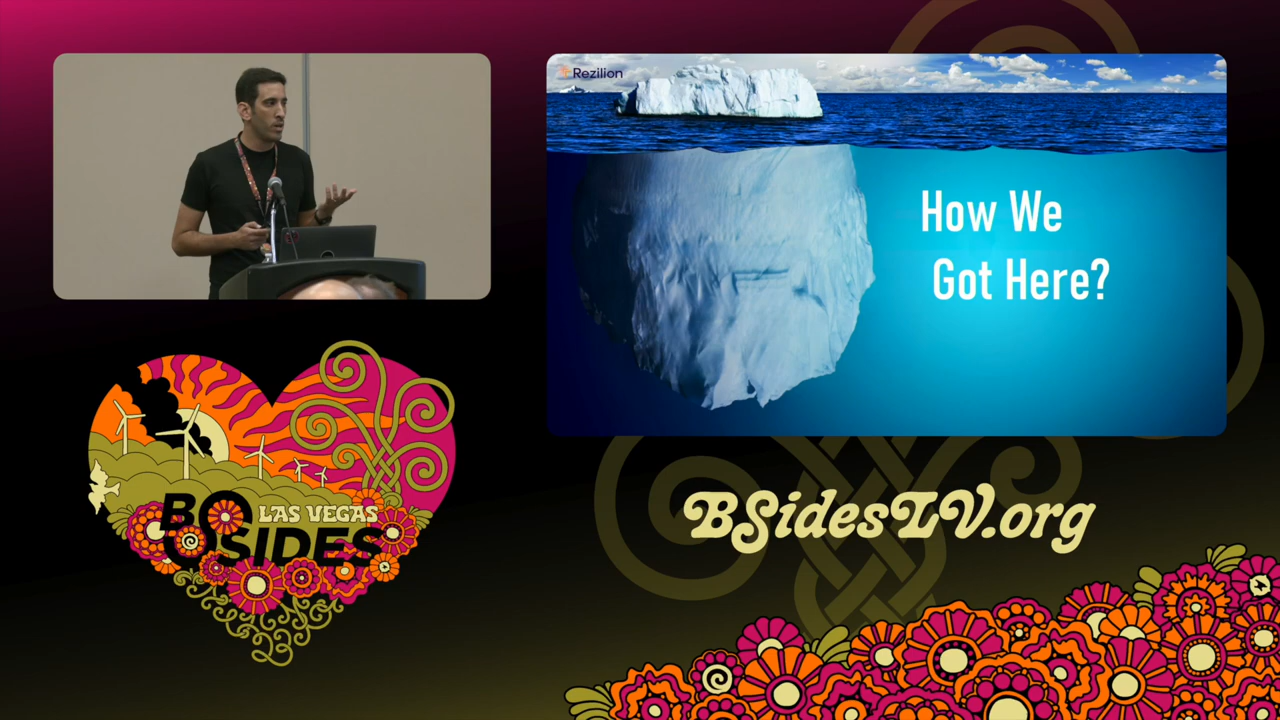 Rezilion
How We
Got Here?
BSIDES
LAS VEGAS
BSidesLV.org